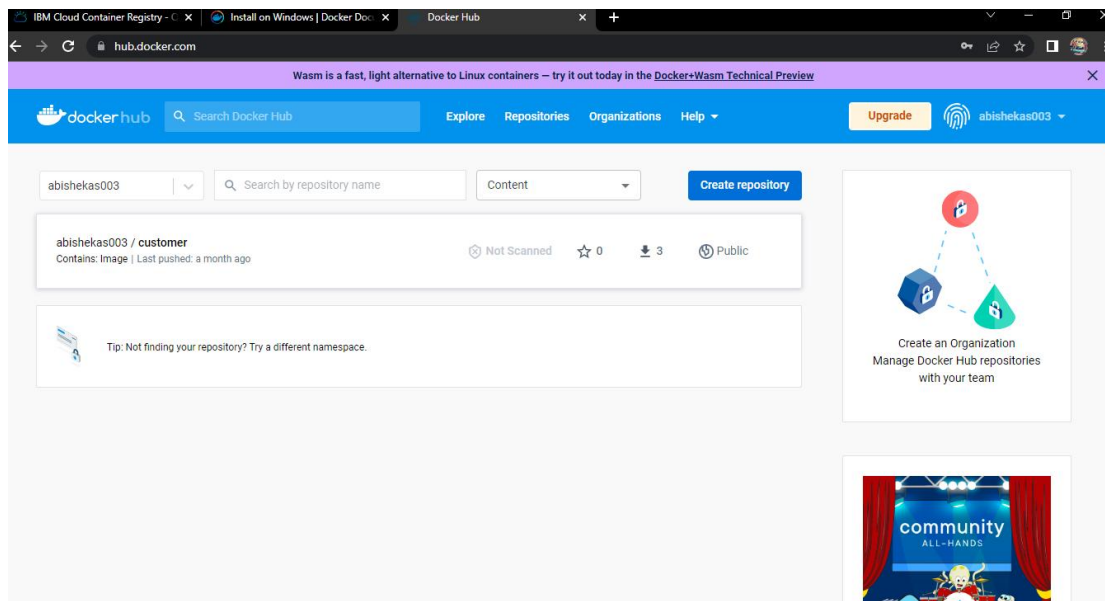 IBM Cloud Container Registry - C
Install on Windows | Docker Doc
Docker Hub
hub.docker.com
Wasm is a fast, light alternative to Linux containers — try it out today in the Docker+Wasm Technical Preview
docker hub
Search Docker Hub
Explore
Repositories
Organizations
Help
Upgrade
abishekas003
abishekas003
Search by repository name
Content
Create repository
abishekas003 / customer
Contains: Image | Last pushed: a month ago
Not Scanned
0
3
Public
Tip: Not finding your repository? Try a different namespace.
Create an Organization
Manage Docker Hub repositories
with your team
community
ALL-HANDS